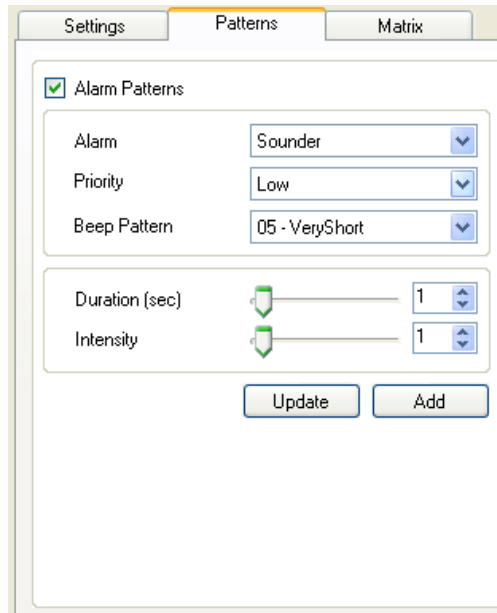 Settings Patterns Matrix
Alarm Patterns
Alarm Sounder
Priority Low
Beep Pattern 05 - VeryShort
Duration (sec) 1
Intensity 1
Update Add